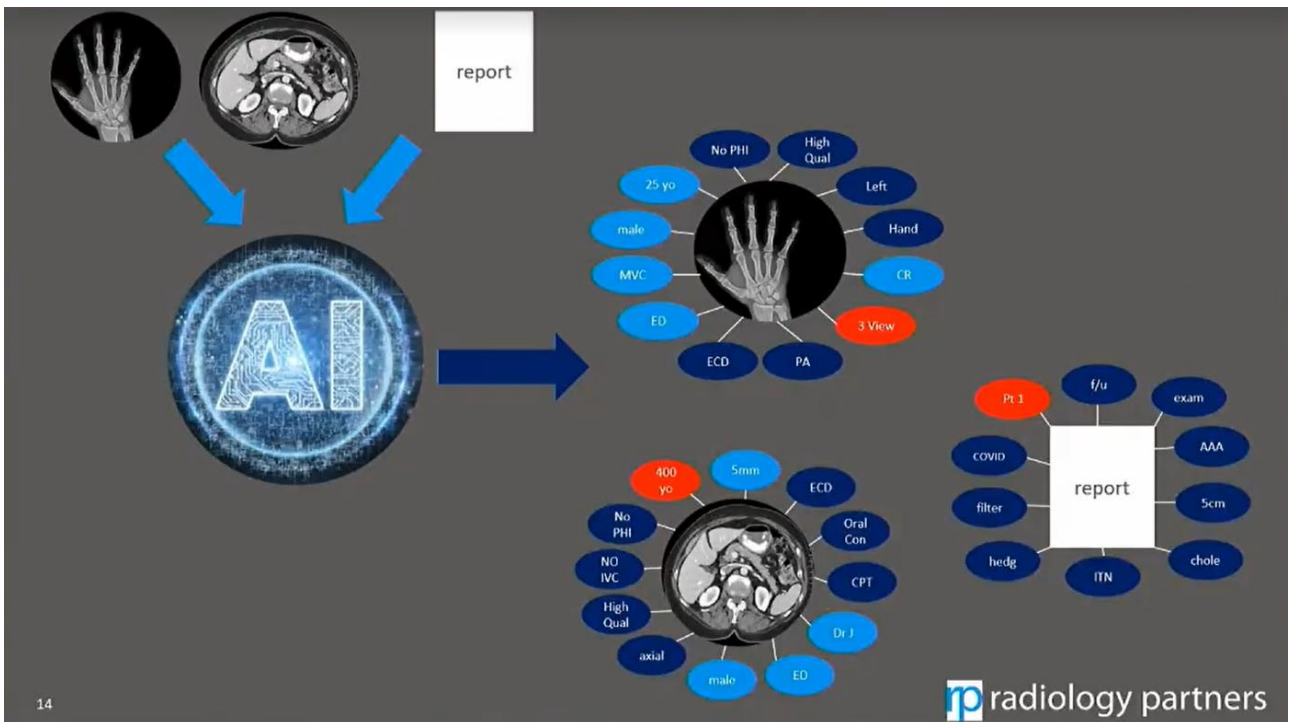 report
AI
No PHI
High
Qual
25 yo
Left
male
Hand
MVC
CR
ED
3 View
ECD
PA
400
yo
5mm
ECD
No
PHI
Oral
Con
NO
IVC
CPT
High
Qual
Dr J
axial
male
ED
Pt 1
f/u
exam
COVID
AAA
report
filter
5cm
hedg
ITN
chole
14
rp radiology partners